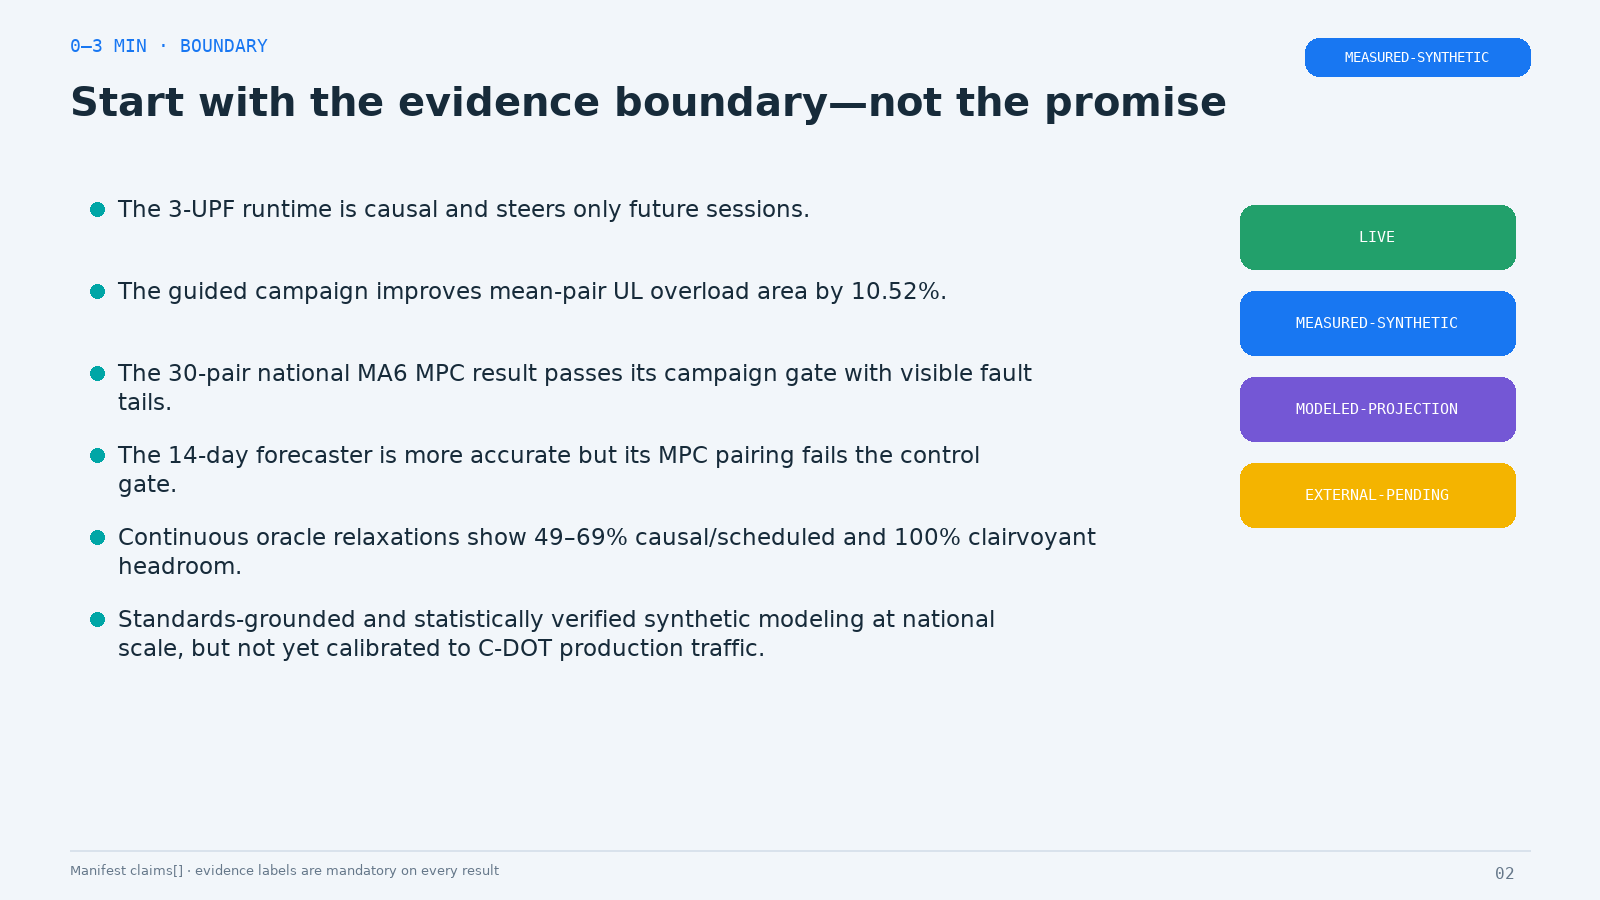 0–3 MIN · BOUNDARY
MEASURED-SYNTHETIC
Start with the evidence boundary—not the promise
The 3-UPF runtime is causal and steers only future sessions.
The guided campaign improves mean-pair UL overload area by 10.52%.
The 30-pair national MA6 MPC result passes its campaign gate with visible fault
tails.
The 14-day forecaster is more accurate but its MPC pairing fails the control
gate.
Continuous oracle relaxations show 49–69% causal/scheduled and 100% clairvoyant
headroom.
Standards-grounded and statistically verified synthetic modeling at national
scale, but not yet calibrated to C-DOT production traffic.
LIVE
MEASURED-SYNTHETIC
MODELED-PROJECTION
EXTERNAL-PENDING
Manifest claims[] · evidence labels are mandatory on every result
02